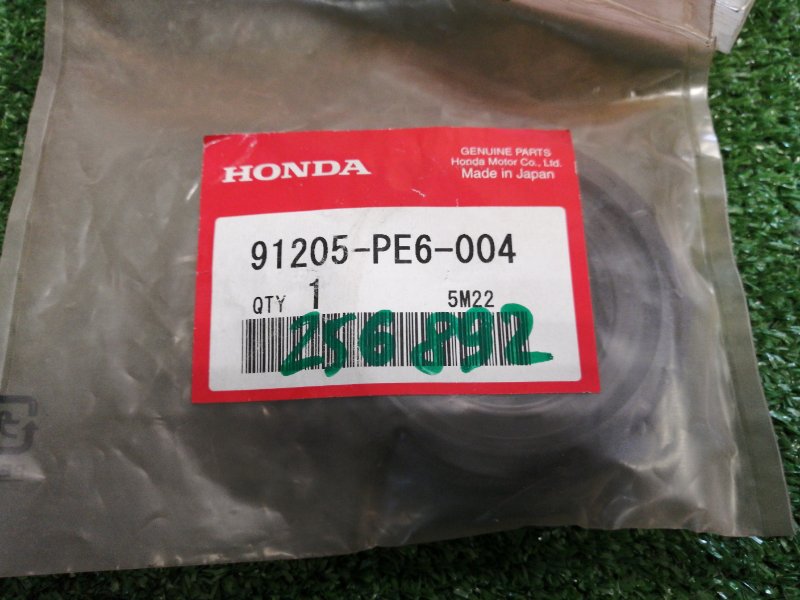 HONDA
GENUINE PARTS
Honda Motor Co., Ltd.
Made in Japan
91205-PE6-004
QTY 1 5M22
256892